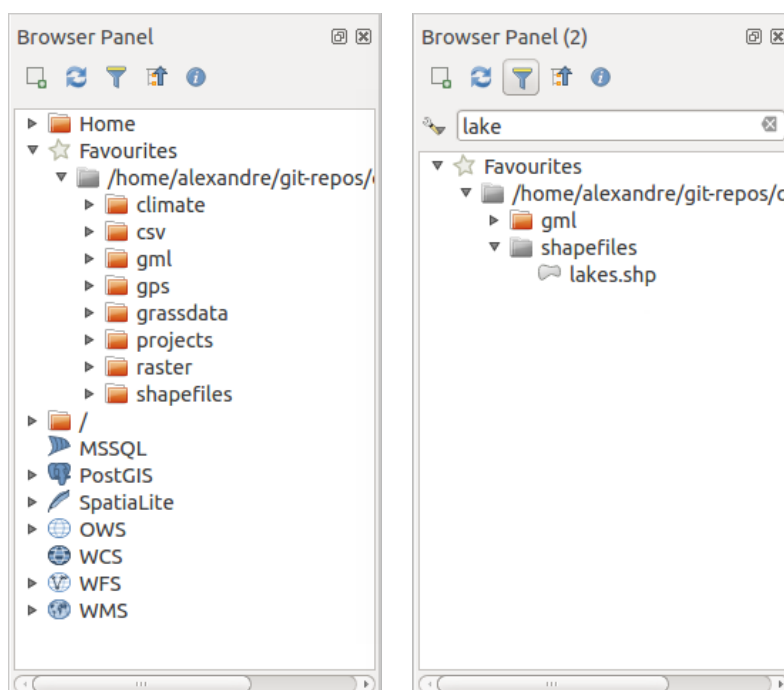 Browser Panel
Home
Favourites
/home/alexandre/git-repos/
climate
csv
gml
gps
grassdata
projects
raster
shapefiles
/
MSSQL
PostGIS
SpatiaLite
OWS
WCS
WFS
WMS
Browser Panel (2)
lake
Favourites
/home/alexandre/git-repos/
gml
shapefiles
lakes.shp